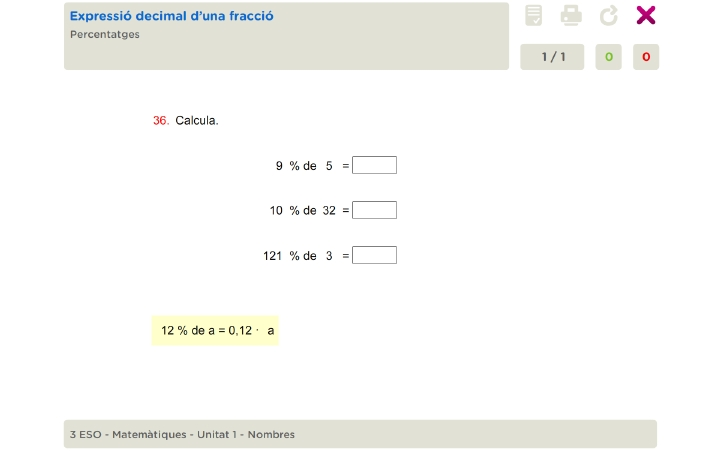 Expressió decimal d'una fracció
Percentatges
1 / 1
0
0
36. Calcula.
9 % de 5 =
10 % de 32 =
121 % de 3 =
12 % de a = 0,12 · a
3 ESO - Matemàtiques - Unitat 1 - Nombres